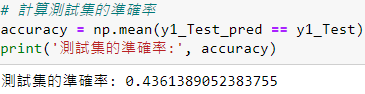 # 計算測試集的準確率
accuracy = np.mean(y1_Test_pred == y1_Test)
print('測試集的準確率:', accuracy)
測試集的準確率: 0.4361389052383755